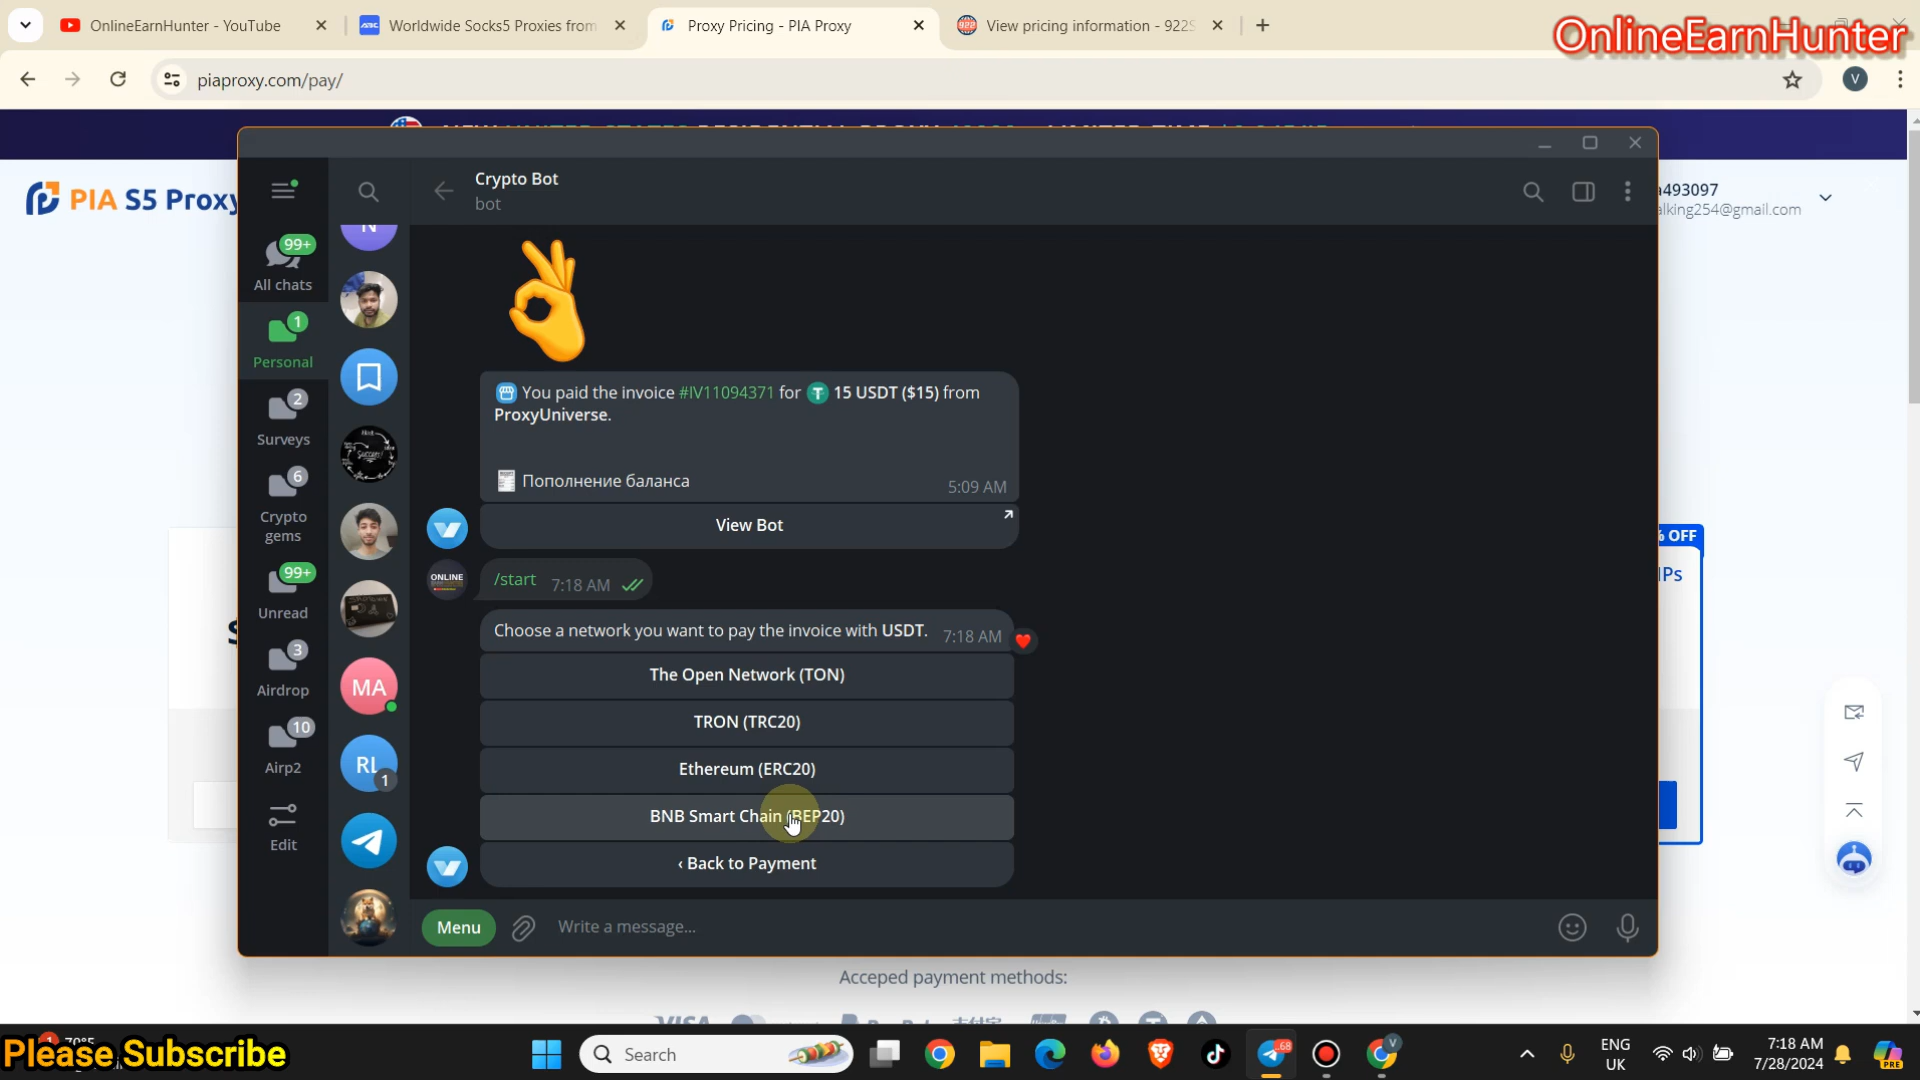 OnlineEarnHunter - YouTube
Worldwide Socks5 Proxies from
Proxy Pricing - PIA Proxy
View pricing information - 922S
OnlineEarnHunter
piaproxy.com/pay/
V
PIA S5 Proxy
a493097
alking254@gmail.com
Crypto Bot
bot
99+
All chats
1
Personal
2
Surveys
6
Crypto
gems
99+
Unread
3
Airdrop
10
Airp2
Edit
N
MA
RL
1
You paid the invoice #IV11094371 for 15 USDT ($15) from
ProxyUniverse.
Пополнение баланса
5:09 AM
View Bot
ONLINE
/start 7:18 AM
Choose a network you want to pay the invoice with USDT. 7:18 AM
The Open Network (TON)
TRON (TRC20)
Ethereum (ERC20)
BNB Smart Chain (BEP20)
‹ Back to Payment
Menu
Write a message...
% OFF
IPs
S
Acceped payment methods:
VISA
Please Subscribe
Search
68
V
ENG
UK
7:18 AM
7/28/2024
PRE